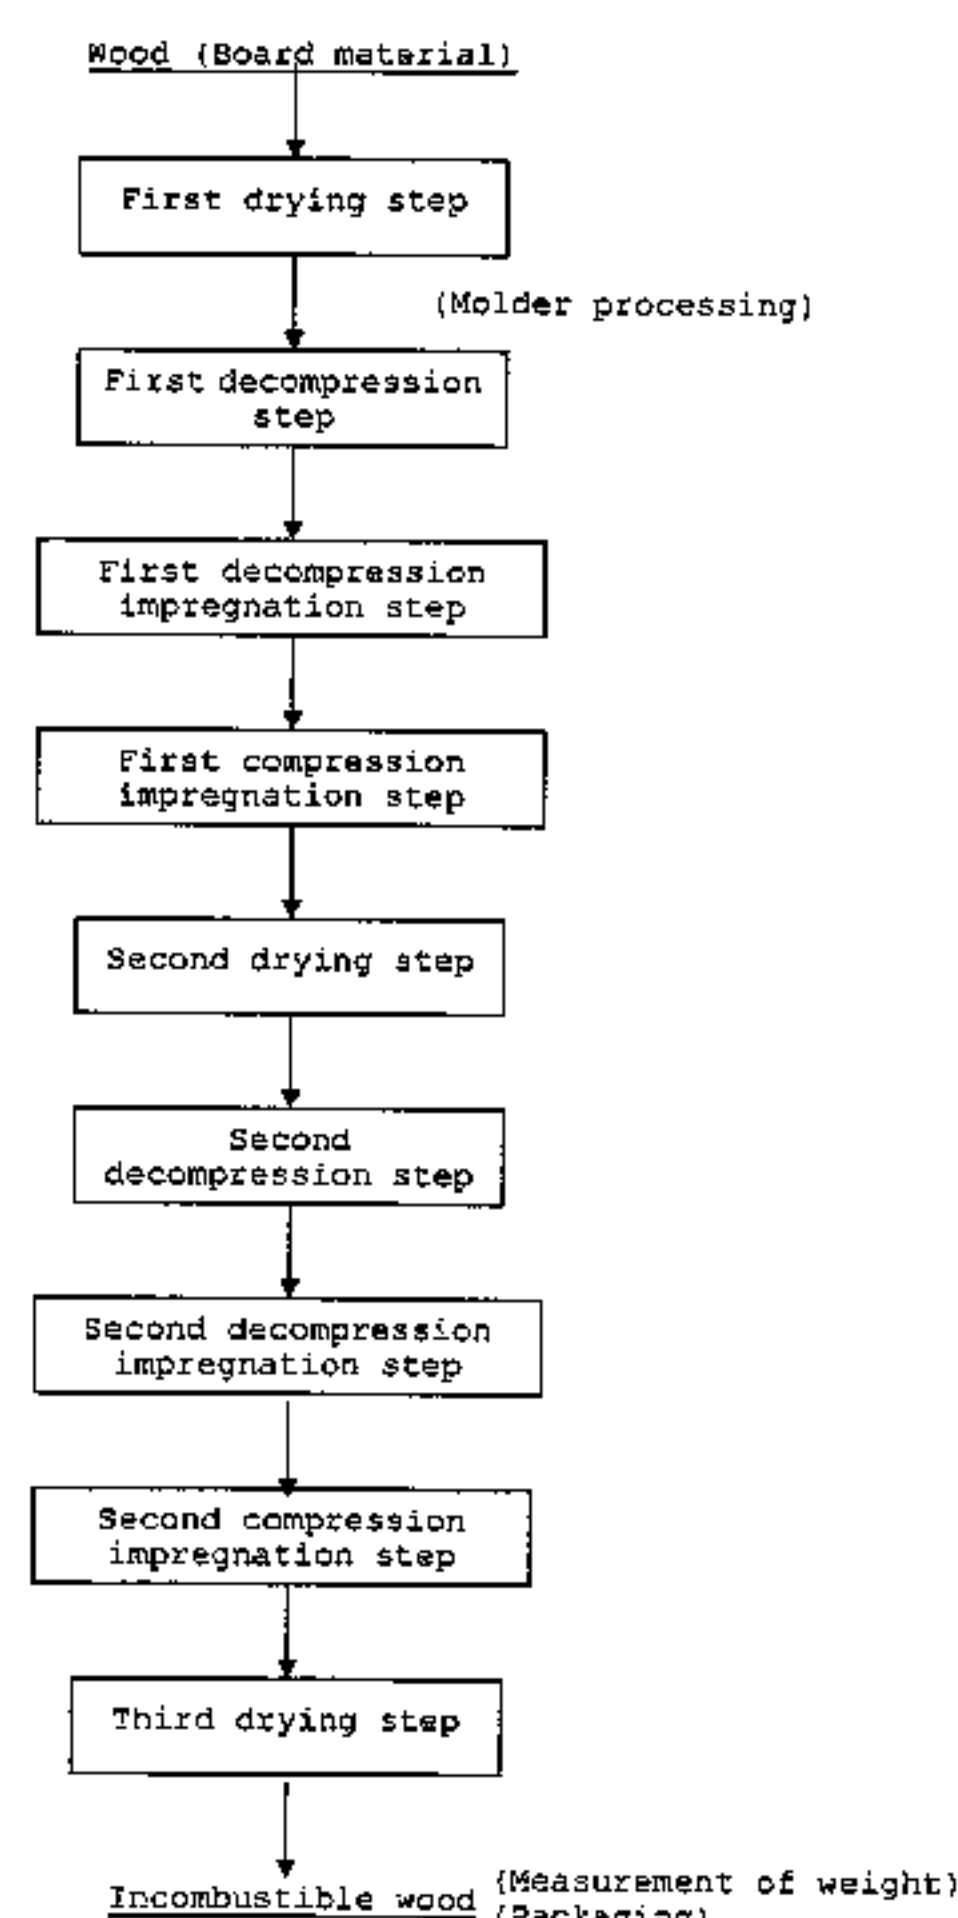 Wood (Board material)
First drying step
(Molder processing)
First decompression
step
First decompression
impregnation step
First compression
impregnation step
Second drying step
Second
decompression step
Second decompression
impregnation step
Second compression
impregnation step
Third drying step
Incombustible wood (Measurement of weight)
(Packaging)